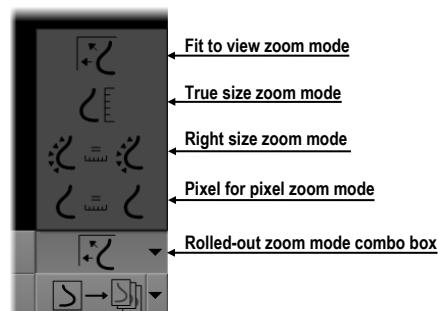 Fit to view zoom mode
True size zoom mode
Right size zoom mode
Pixel for pixel zoom mode
Rolled-out zoom mode combo box